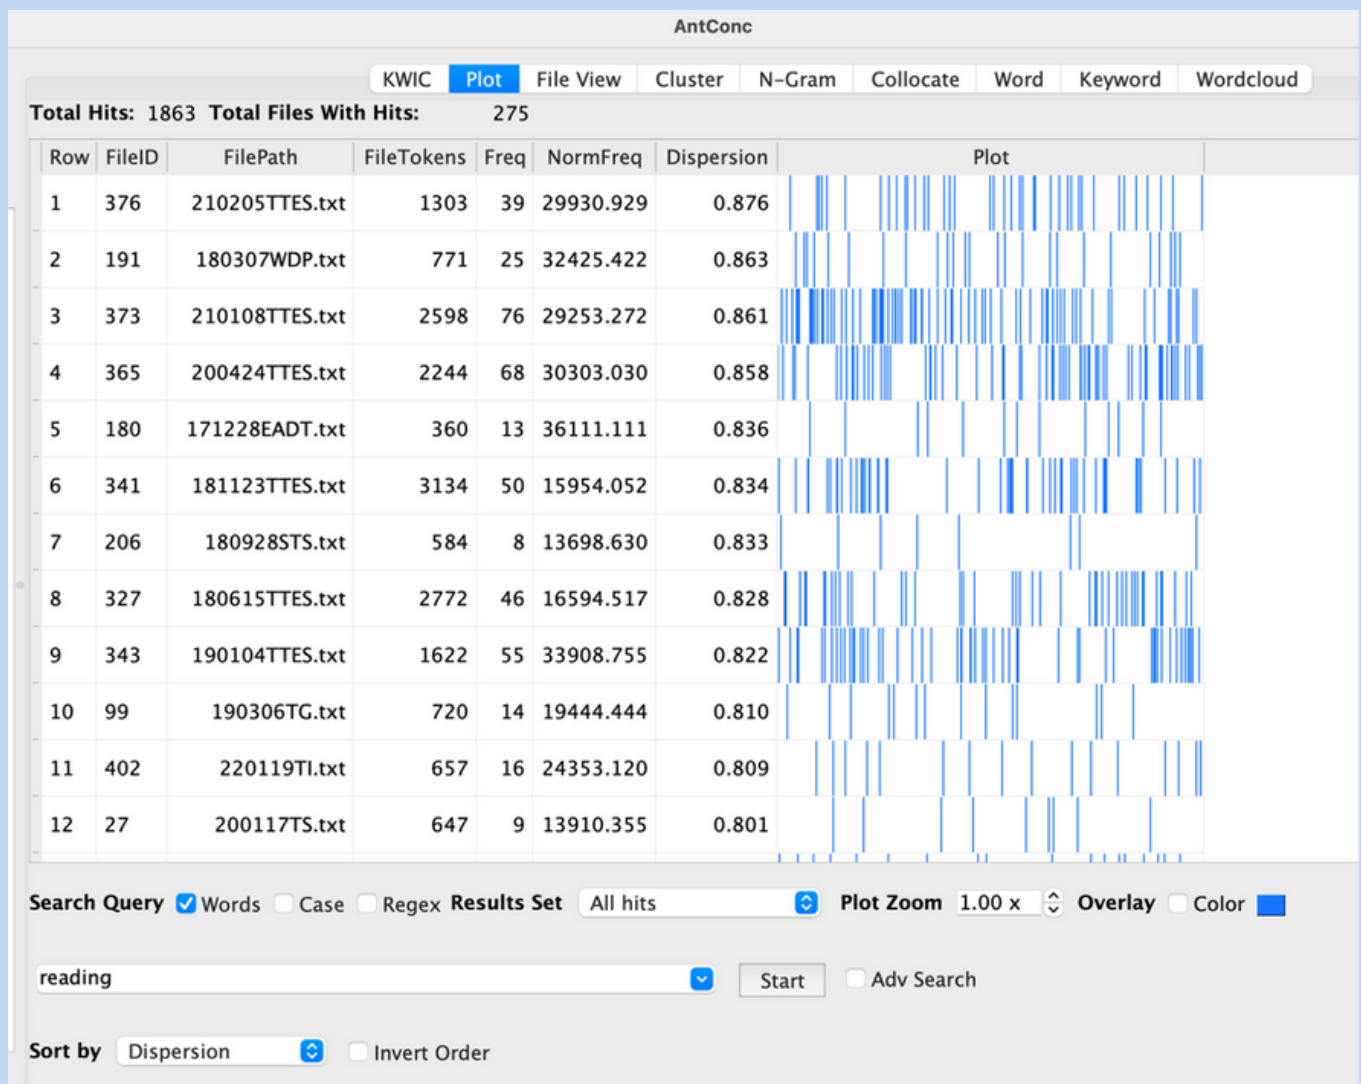 AntConc
KWIC Plot File View Cluster N-Gram Collocate Word Keyword Wordcloud
Total Hits: 1863 Total Files With Hits: 275
Row FileID FilePath FileTokens Freq NormFreq Dispersion Plot
1 376 210205TTES.txt 1303 39 29930.929 0.876
2 191 180307WDP.txt 771 25 32425.422 0.863
3 373 210108TTES.txt 2598 76 29253.272 0.861
4 365 200424TTES.txt 2244 68 30303.030 0.858
5 180 171228EADT.txt 360 13 36111.111 0.836
6 341 181123TTES.txt 3134 50 15954.052 0.834
7 206 180928STS.txt 584 8 13698.630 0.833
8 327 180615TTES.txt 2772 46 16594.517 0.828
9 343 190104TTES.txt 1622 55 33908.755 0.822
10 99 190306TG.txt 720 14 19444.444 0.810
11 402 220119TI.txt 657 16 24353.120 0.809
12 27 200117TS.txt 647 9 13910.355 0.801
Search Query Words Case Regex Results Set All hits Plot Zoom 1.00 x Overlay Color
reading Start Adv Search
Sort by Dispersion Invert Order